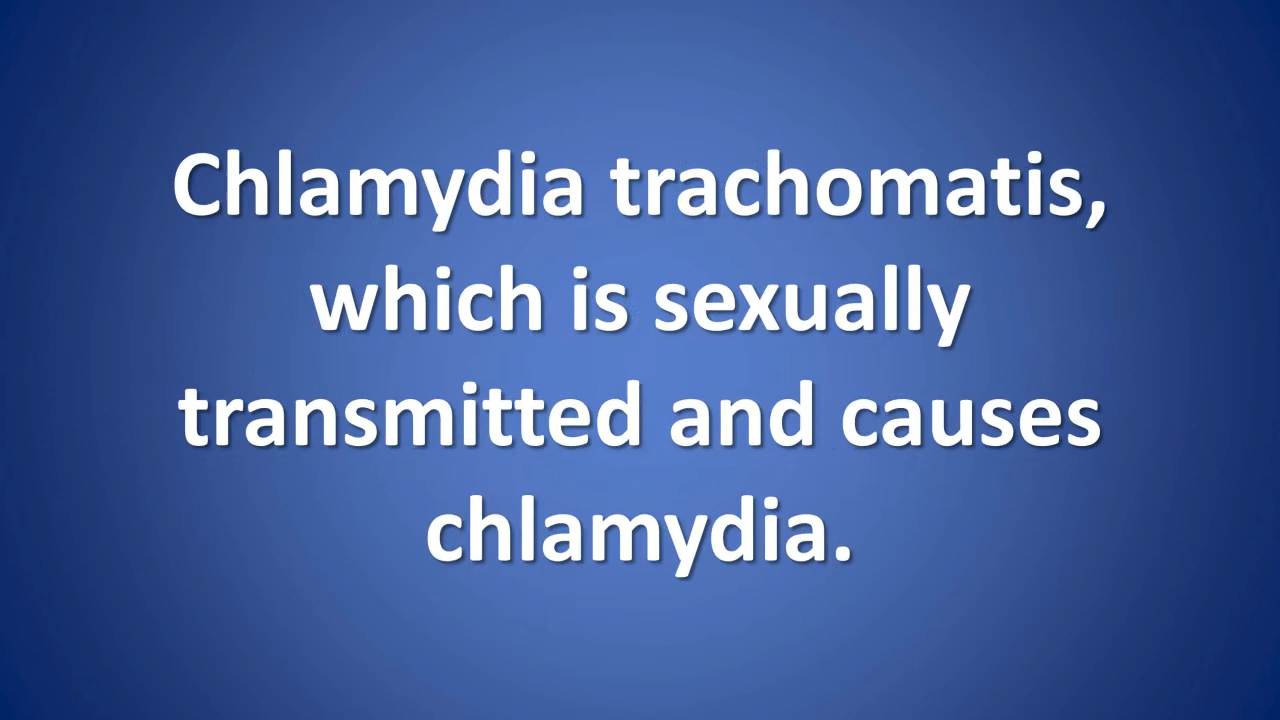 Chlamydia trachomatis,
which is sexually
transmitted and causes
chlamydia.